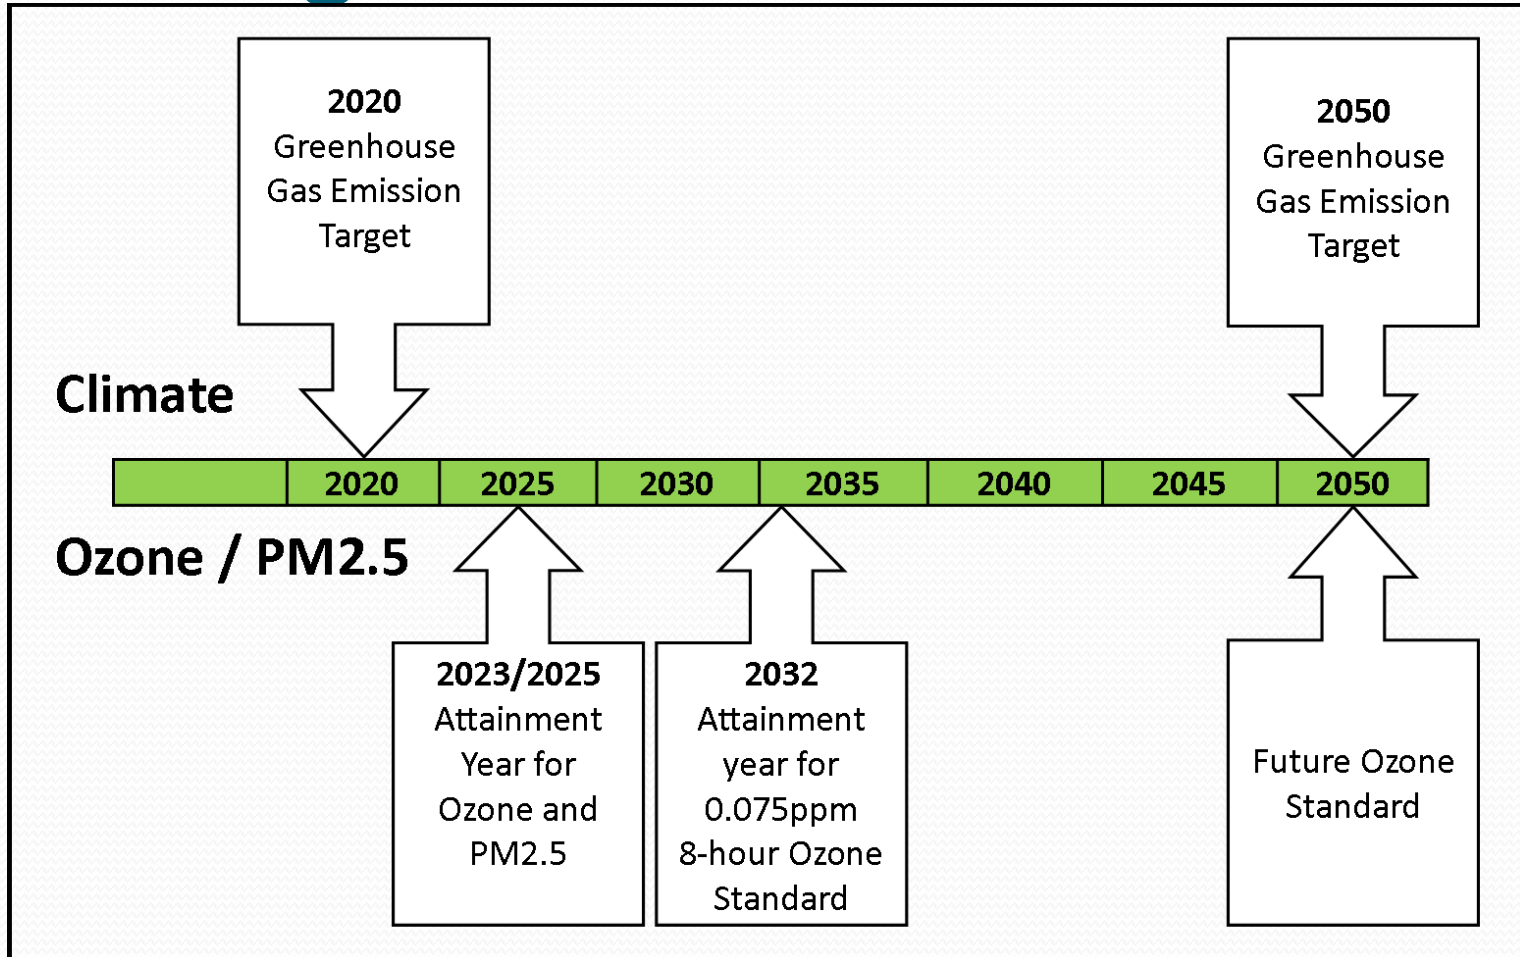 2020
Greenhouse
Gas Emission
Target
2050
Greenhouse
Gas Emission
Target
Climate
2020 2025 2030 2035 2040 2045 2050
Ozone / PM2.5
2023/2025
Attainment
Year for
Ozone and
PM2.5
2032
Attainment
year for
0.075ppm
8-hour Ozone
Standard
Future Ozone
Standard